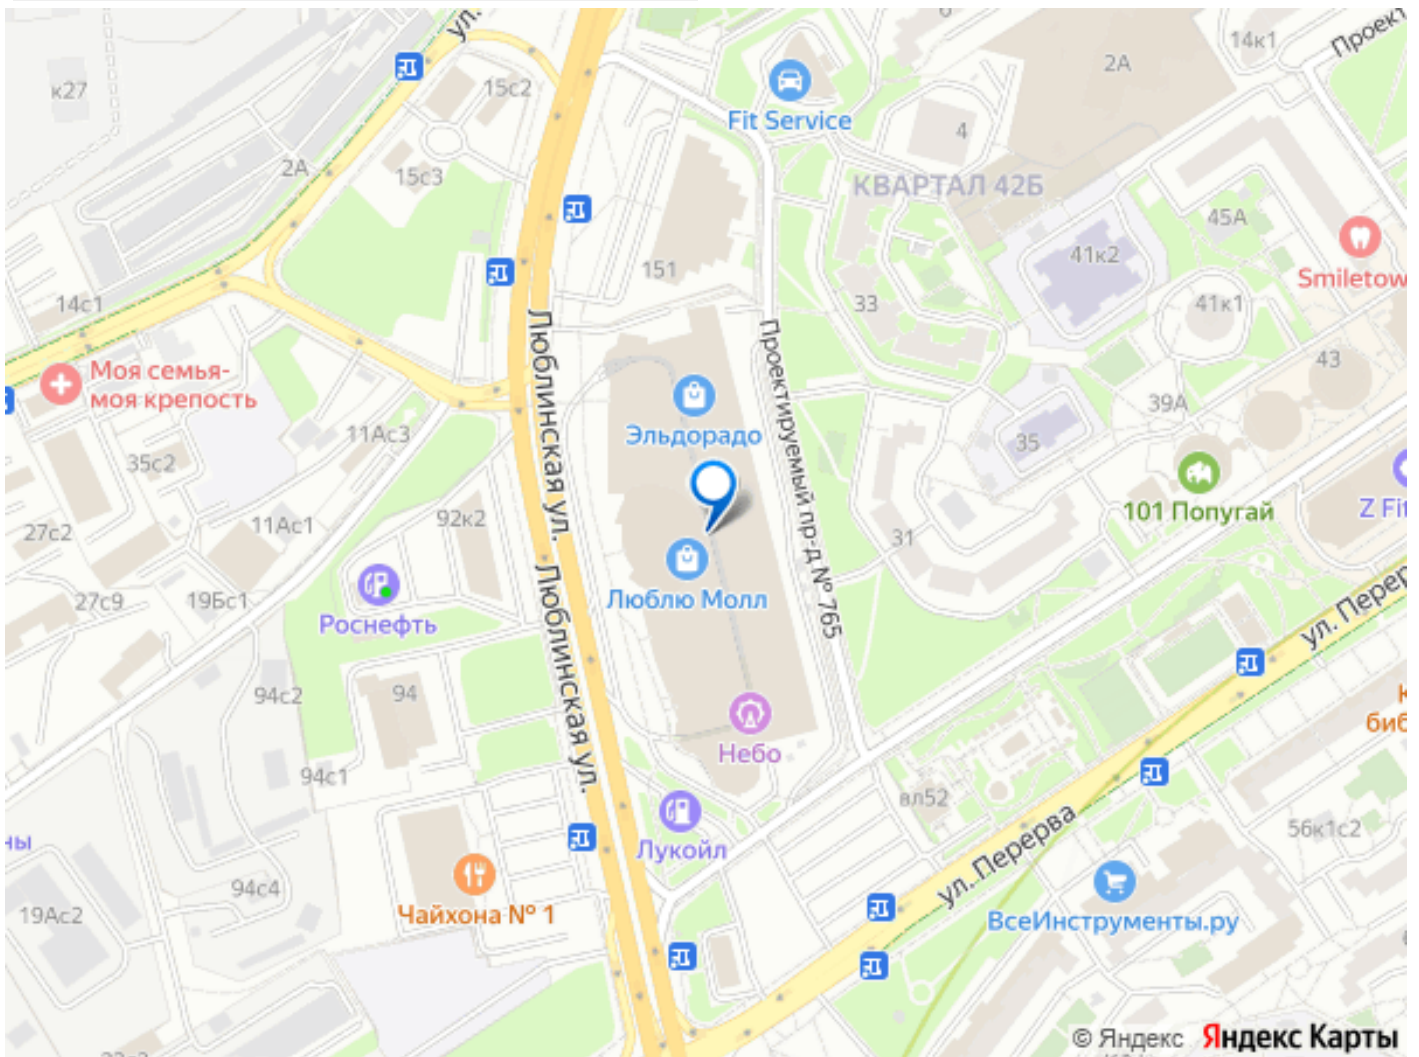 ул.
14к1
Проект
6
2А
к27
15с2
Fit Service
4
2А
15с3
КВАРТАЛ 42Б
45А
41к2
151
Smiletow
14с1
33
41к1
Люблинская ул.
Проектируемый пр-д № 765
Моя семья-
моя крепость
43
39А
Эльдорадо
11Ас3
35
35с2
101 Попугай
Z Fit
11Ас1
92к2
27с2
31
Люблю Молл
27с9
19Бс1
Роснефть
Люблинская ул.
ул. Перер
94с2
94
К
биб
Небо
94с1
вл52
ул. Перерва
56к1с2
ны
Лукойл
94с4
19Ас2
Чайхона № 1
ВсеИнструменты.ру
© Яндекс Яндекс Карты